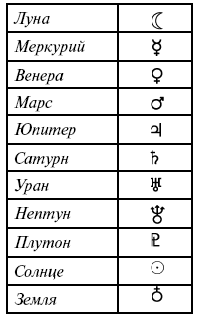 Луна ☾
Меркурий ☿
Венера ♀
Марс ♂
Юпитер ♃
Сатурн ♄
Уран ♅
Нептун ♆
Плутон ♇
Солнце ☉
Земля ♁